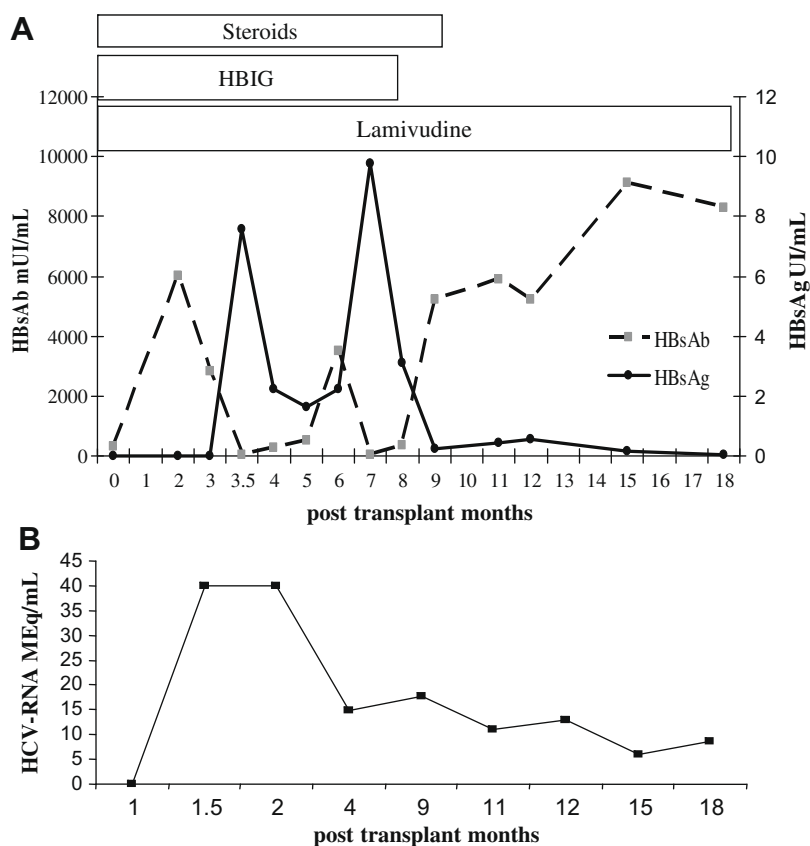 A
Steroids
HBIG
Lamivudine
12000
10000
8000
6000
4000
2000
0
HBsAb mUI/mL
12
10
8
6
4
2
0
HBsAg UI/mL
HBsAb
HBsAg
0 1 2 3 3.5 4 5 6 7 8 9 10 11 12 13 14 15 16 17 18
post transplant months
B
45
40
35
30
25
20
15
10
5
0
HCV-RNA MEq/mL
1 1.5 2 4 9 11 12 15 18
post transplant months